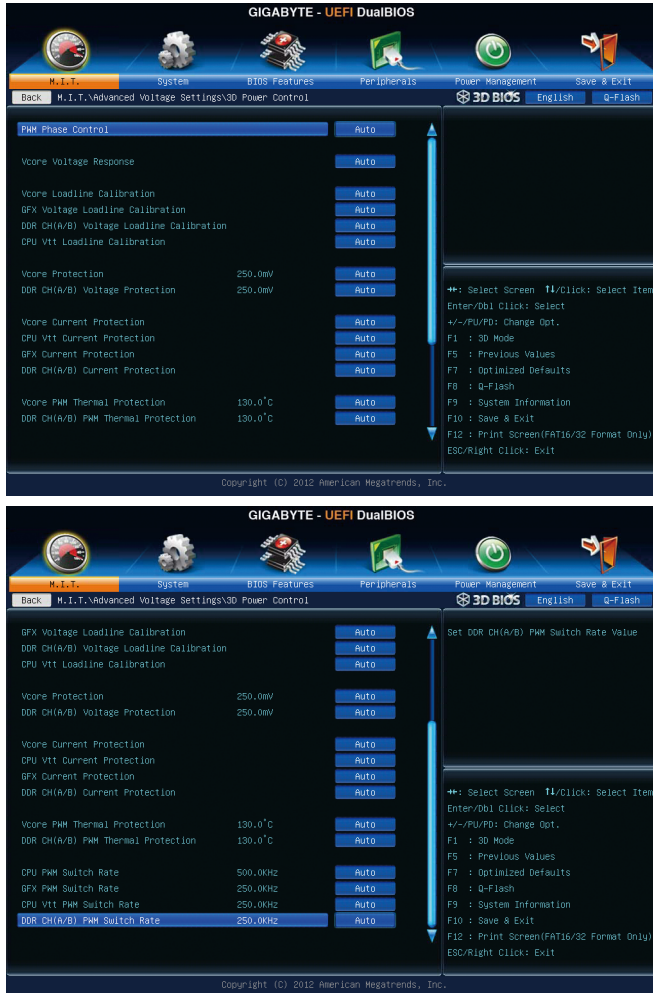 GIGABYTE - UEFI DualBIOS
M.I.T. System BIOS Features Peripherals Power Management Save & Exit
Back M.I.T.\Advanced Voltage Settings\3D Power Control 3D BIOS English Q-Flash
PWM Phase Control Auto
Vcore Voltage Response Auto
Vcore Loadline Calibration Auto
GFX Voltage Loadline Calibration Auto
DDR CH(A/B) Voltage Loadline Calibration Auto
CPU Vtt Loadline Calibration Auto
Vcore Protection 250.0mV Auto
DDR CH(A/B) Voltage Protection 250.0mV Auto
Vcore Current Protection Auto
CPU Vtt Current Protection Auto
GFX Current Protection Auto
DDR CH(A/B) Current Protection Auto
Vcore PWM Thermal Protection 130.0°C Auto
DDR CH(A/B) PWM Thermal Protection 130.0°C Auto
→←: Select Screen ↑↓/Click: Select Item
Enter/Dbl Click: Select
+/-/PU/PD: Change Opt.
F1 : 3D Mode
F5 : Previous Values
F7 : Optimized Defaults
F8 : Q-Flash
F9 : System Information
F10 : Save & Exit
F12 : Print Screen(FAT16/32 Format Only)
ESC/Right Click: Exit
Copyright (C) 2012 American Megatrends, Inc.
GIGABYTE - UEFI DualBIOS
M.I.T. System BIOS Features Peripherals Power Management Save & Exit
Back M.I.T.\Advanced Voltage Settings\3D Power Control 3D BIOS English Q-Flash
GFX Voltage Loadline Calibration Auto
DDR CH(A/B) Voltage Loadline Calibration Auto
CPU Vtt Loadline Calibration Auto
Vcore Protection 250.0mV Auto
DDR CH(A/B) Voltage Protection 250.0mV Auto
Vcore Current Protection Auto
CPU Vtt Current Protection Auto
GFX Current Protection Auto
DDR CH(A/B) Current Protection Auto
Vcore PWM Thermal Protection 130.0°C Auto
DDR CH(A/B) PWM Thermal Protection 130.0°C Auto
CPU PWM Switch Rate 500.0KHz Auto
GFX PWM Switch Rate 250.0KHz Auto
CPU Vtt PWM Switch Rate 250.0KHz Auto
DDR CH(A/B) PWM Switch Rate 250.0KHz Auto
Set DDR CH(A/B) PWM Switch Rate Value
→←: Select Screen ↑↓/Click: Select Item
Enter/Dbl Click: Select
+/-/PU/PD: Change Opt.
F1 : 3D Mode
F5 : Previous Values
F7 : Optimized Defaults
F8 : Q-Flash
F9 : System Information
F10 : Save & Exit
F12 : Print Screen(FAT16/32 Format Only)
ESC/Right Click: Exit
Copyright (C) 2012 American Megatrends, Inc.